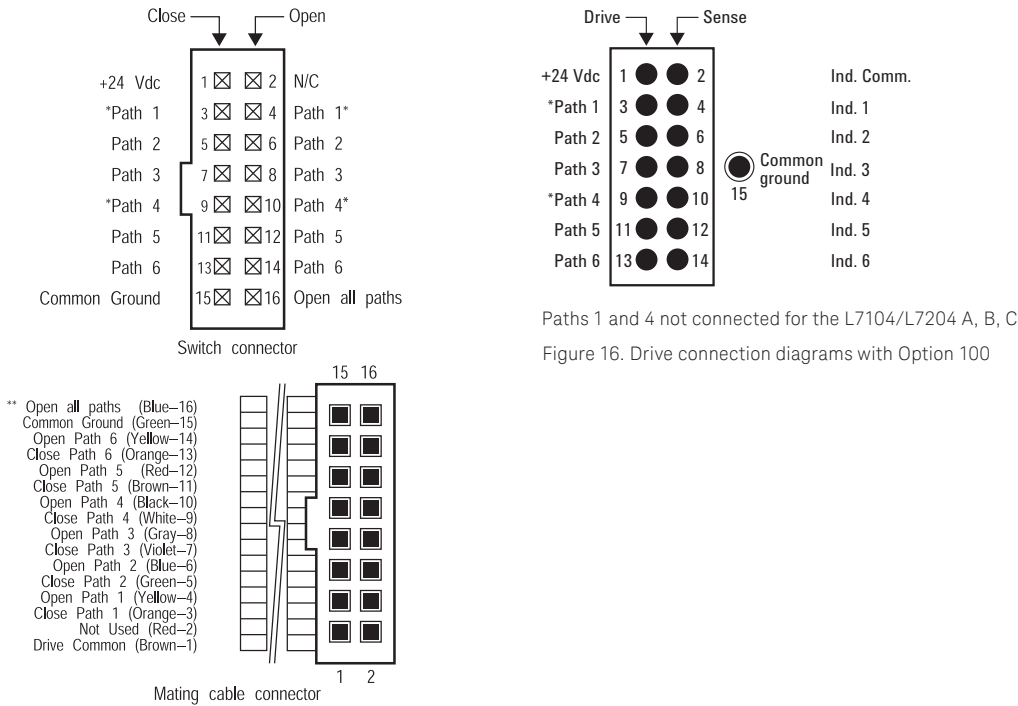 Close Open
+24 Vdc 1 2 N/C
*Path 1 3 4 Path 1*
Path 2 5 6 Path 2
Path 3 7 8 Path 3
*Path 4 9 10 Path 4*
Path 5 11 12 Path 5
Path 6 13 14 Path 6
Common Ground 15 16 Open all paths
Switch connector
15 16
** Open all paths (Blue–16)
Common Ground (Green–15)
Open Path 6 (Yellow–14)
Close Path 6 (Orange–13)
Open Path 5 (Red–12)
Close Path 5 (Brown–11)
Open Path 4 (Black–10)
Close Path 4 (White–9)
Open Path 3 (Gray–8)
Close Path 3 (Violet–7)
Open Path 2 (Blue–6)
Close Path 2 (Green–5)
Open Path 1 (Yellow–4)
Close Path 1 (Orange–3)
Not Used (Red–2)
Drive Common (Brown–1)
1 2
Mating cable connector
Drive Sense
+24 Vdc 1 2 Ind. Comm.
*Path 1 3 4 Ind. 1
Path 2 5 6 Ind. 2
Path 3 7 8 Ind. 3
*Path 4 9 10 Ind. 4
Path 5 11 12 Ind. 5
Path 6 13 14 Ind. 6
Common
ground
15
Paths 1 and 4 not connected for the L7104/L7204 A, B, C
Figure 16. Drive connection diagrams with Option 100